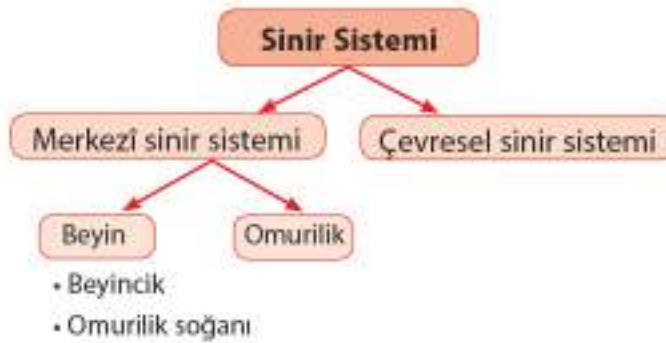 Sinir Sistemi
Merkezî sinir sistemi
Çevresel sinir sistemi
Beyin
Omurilik
• Beyincik
• Omurilik soğanı